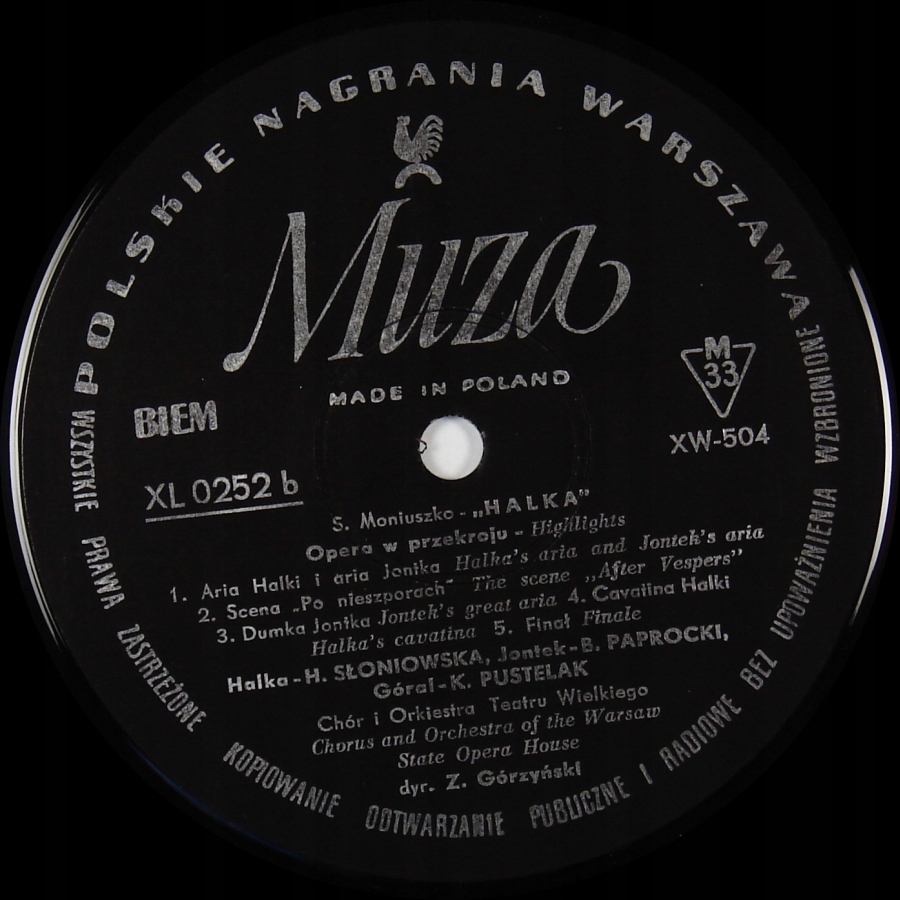 POLSKIE NAGRANIA WARSZAWA
Muza
MADE IN POLAND
BIEM
M
33
XW-504
XL 0252 b
S. Moniuszko - „HALKA"
Opera w przekroju - Highlights
1. Aria Halki i aria Jontka Halka's aria and Jontek's aria
2. Scena „Po nieszporach" The scene „After Vespers"
3. Dumka Jontka Jontek's great aria 4. Cavatina Halki
Halka's cavatina 5. Finał Finale
Halka - H. SŁONIOWSKA, Jontek - B. PAPROCKI,
Góral - K. PUSTELAK
Chór i Orkiestra Teatru Wielkiego
Chorus and Orchestra of the Warsaw
State Opera House
dyr. Z. Górzyński
WSZYSTKIE PRAWA ZASTRZEŻONE KOPIOWANIE ODTWARZANIE PUBLICZNE I RADIOWE BEZ UPOWAŻNIENIA WZBRONIONE